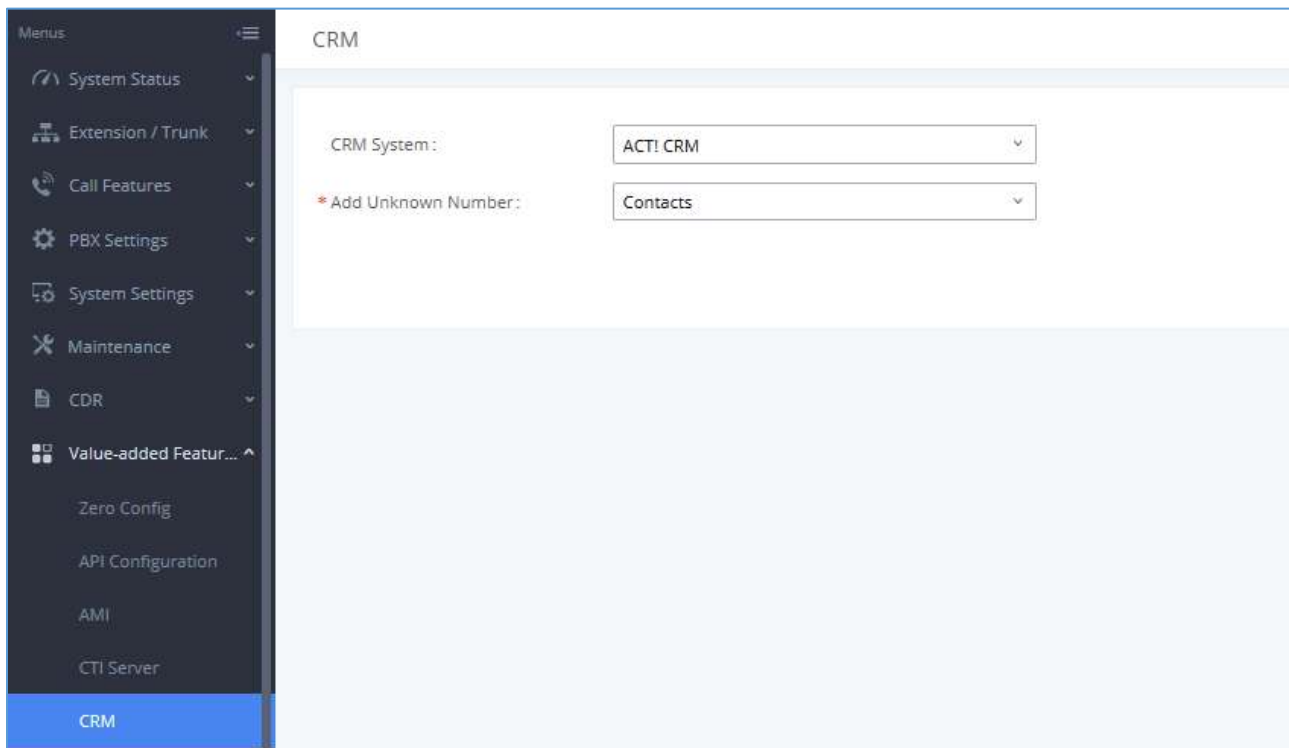 Menus
System Status
Extension / Trunk
Call Features
PBX Settings
System Settings
Maintenance
CDR
Value-added Featur...
Zero Config
API Configuration
AMI
CTI Server
CRM
CRM
CRM System :
ACT! CRM
* Add Unknown Number :
Contacts